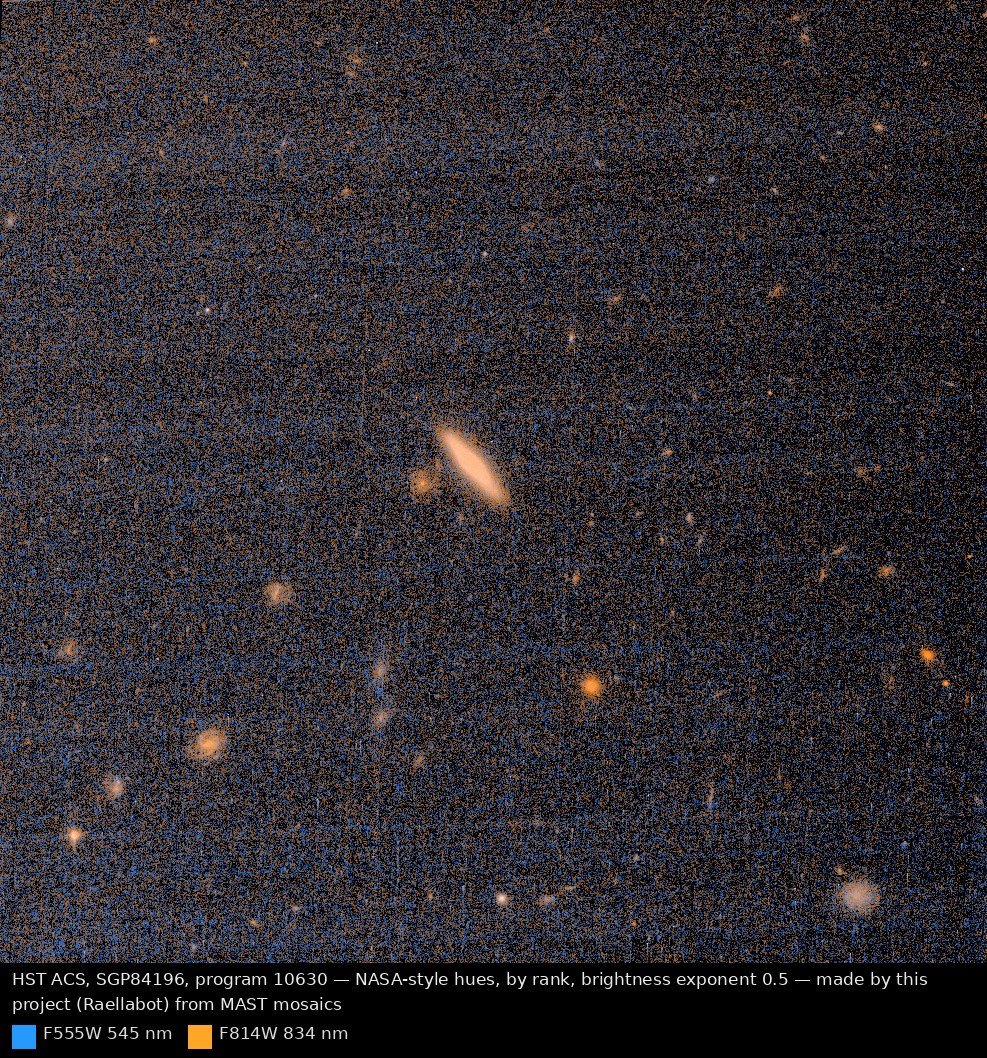 HST ACS, SGP84196, program 10630 — NASA-style hues, by rank, brightness exponent 0.5 — made by this
project (Raellabot) from MAST mosaics
F555W 545 nm F814W 834 nm